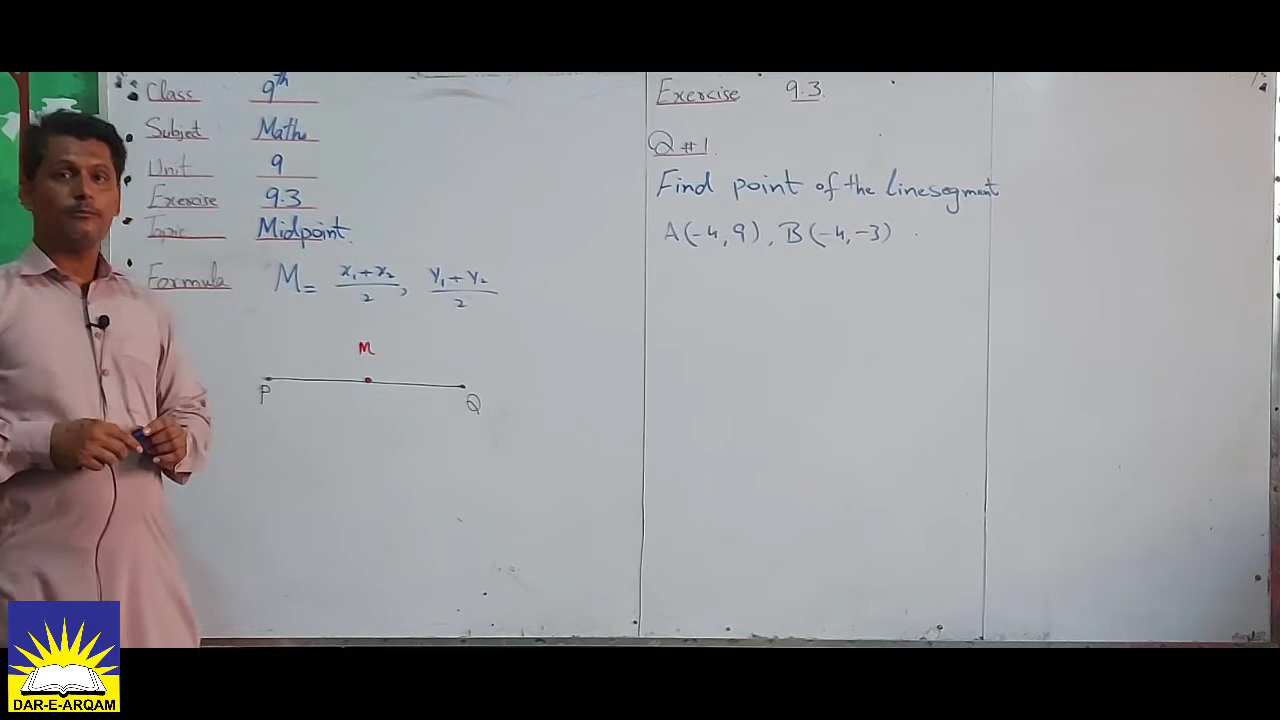 Class 9th
Subject Maths
Unit 9
Exercise 9.3
Topic Midpoint.
Formula M= x₁+x₂/2, y₁+y₂/2
M
P
Q
Exercise 9.3
Q #1.
Find point of the linesegment
A(-4, 9), B(-4, -3).
DAR-E-ARQAM